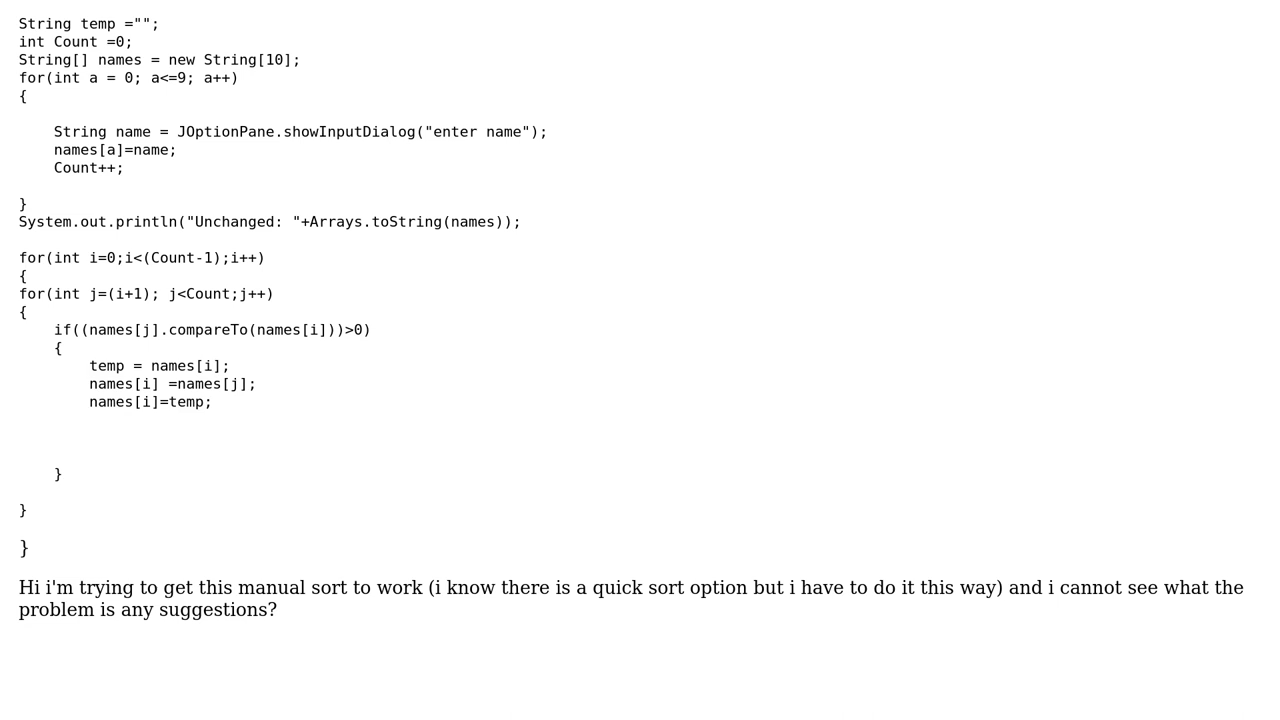 String temp ="";
int Count =0;
String[] names = new String[10];
for(int a = 0; a<=9; a++)
{
    String name = JOptionPane.showInputDialog("enter name");
    names[a]=name;
    Count++;
}
System.out.println("Unchanged: "+Arrays.toString(names));
for(int i=0;i<(Count-1);i++)
{
for(int j=(i+1); j<Count;j++)
{
    if((names[j].compareTo(names[i]))>0)
    {
        temp = names[i];
        names[i] =names[j];
        names[i]=temp;
    }
}
}
Hi i'm trying to get this manual sort to work (i know there is a quick sort option but i have to do it this way) and i cannot see what the
problem is any suggestions?